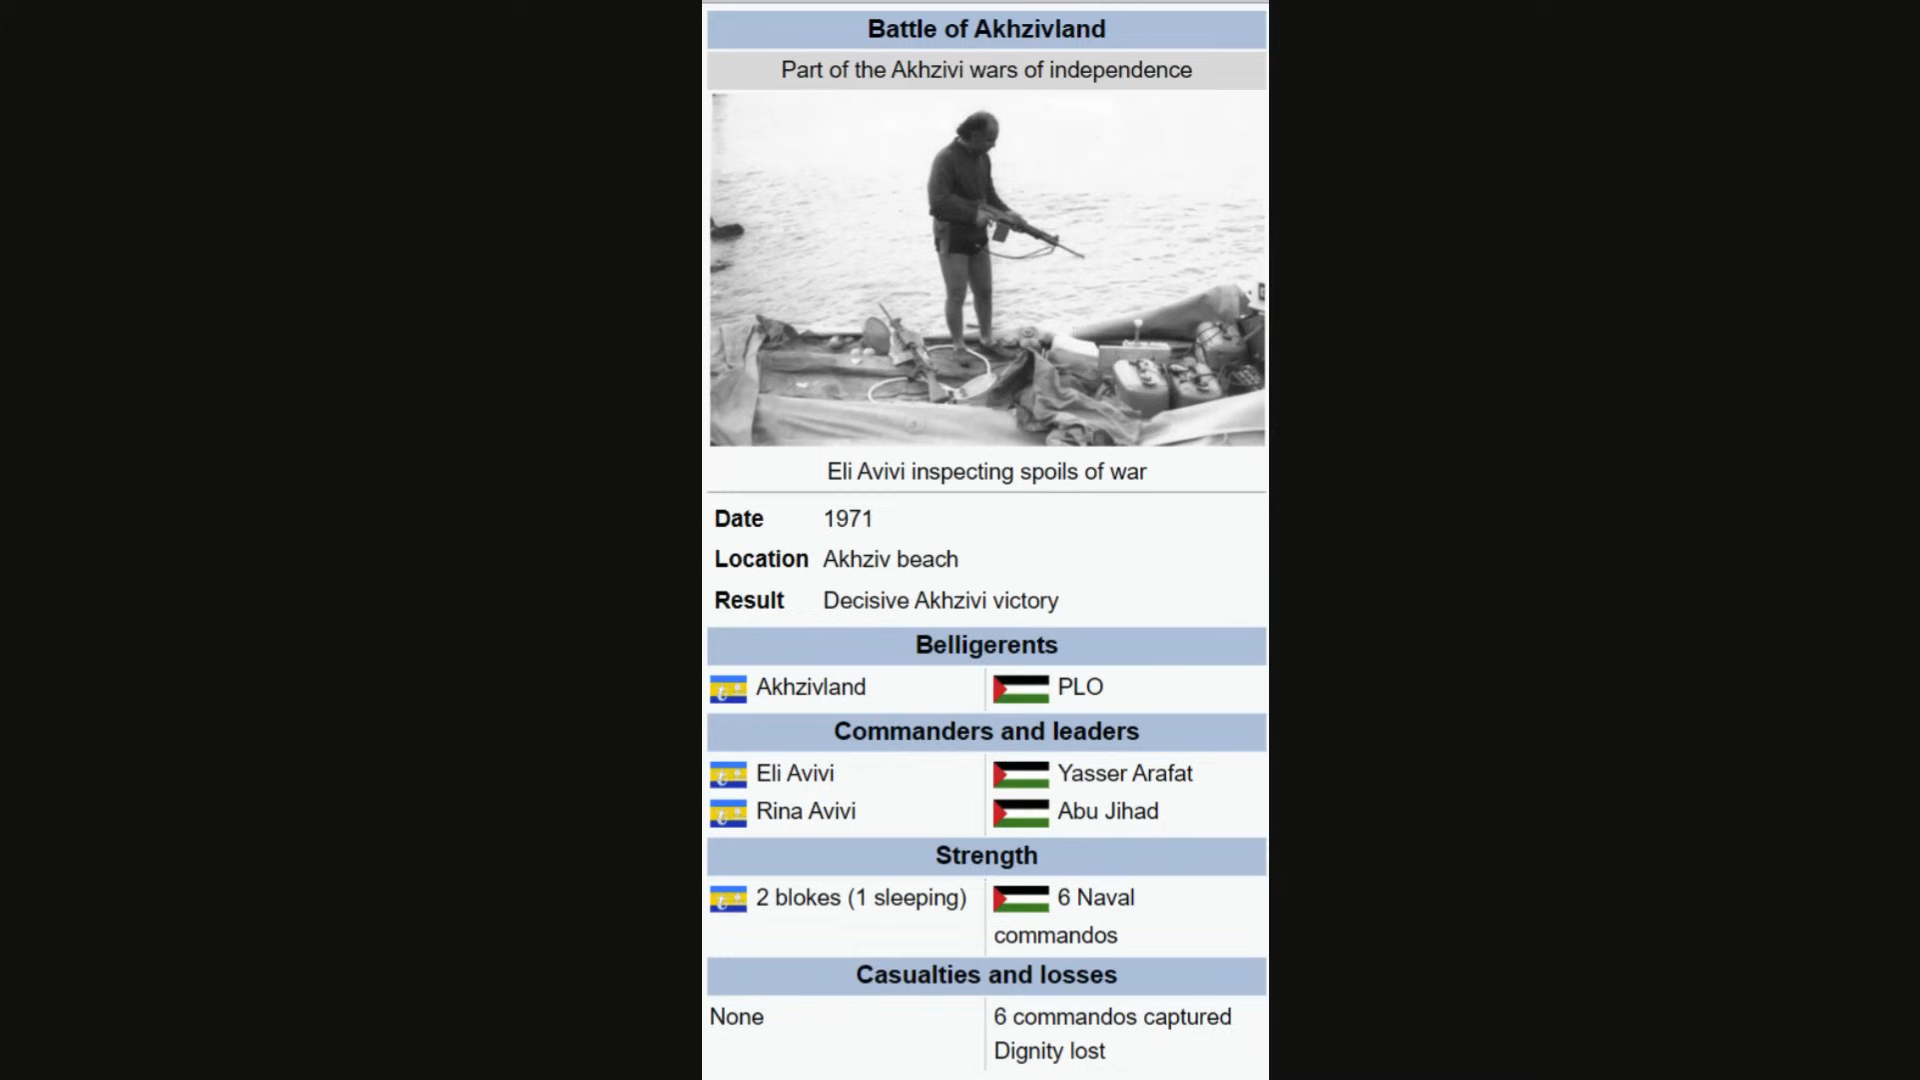 Battle of Akhzivland
Part of the Akhzivi wars of independence
Eli Avivi inspecting spoils of war
Date 1971
Location Akhziv beach
Result Decisive Akhzivi victory
Belligerents
Akhzivland PLO
Commanders and leaders
Eli Avivi Yasser Arafat
Rina Avivi Abu Jihad
Strength
2 blokes (1 sleeping) 6 Naval
commandos
Casualties and losses
None 6 commandos captured
Dignity lost